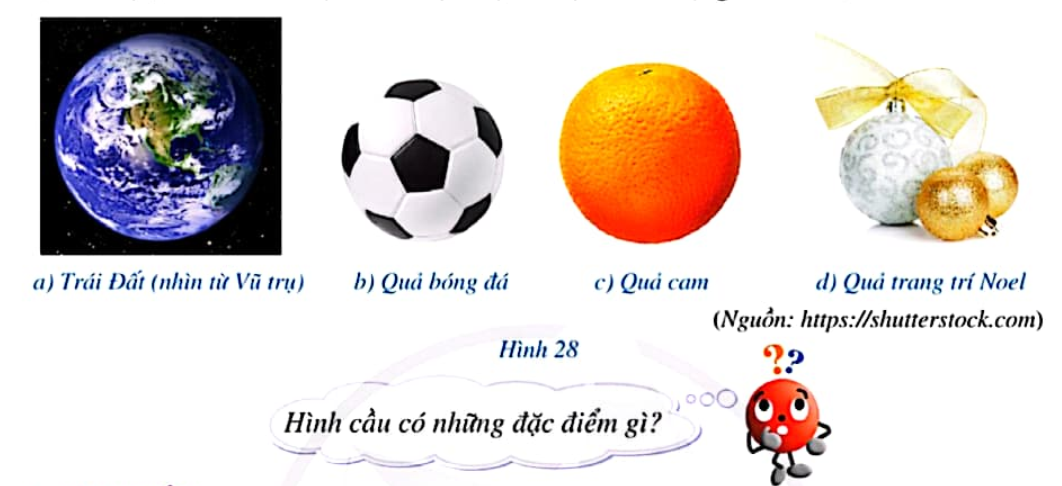 a) Trái Đất (nhìn từ Vũ trụ)
b) Quả bóng đá
c) Quả cam
d) Quả trang trí Noel
(Nguồn: https://shutterstock.com)
Hình 28
??
Hình cầu có những đặc điểm gì?